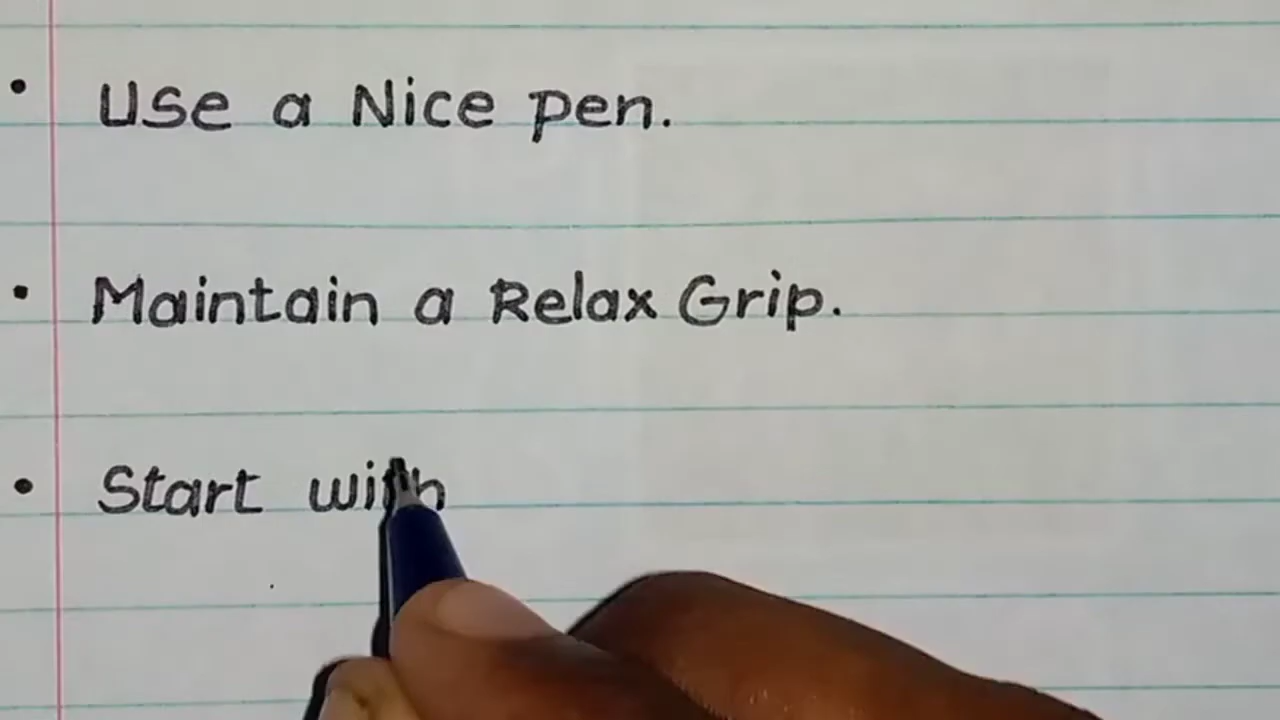 • Use a Nice pen.
• Maintain a Relax Grip.
• Start with